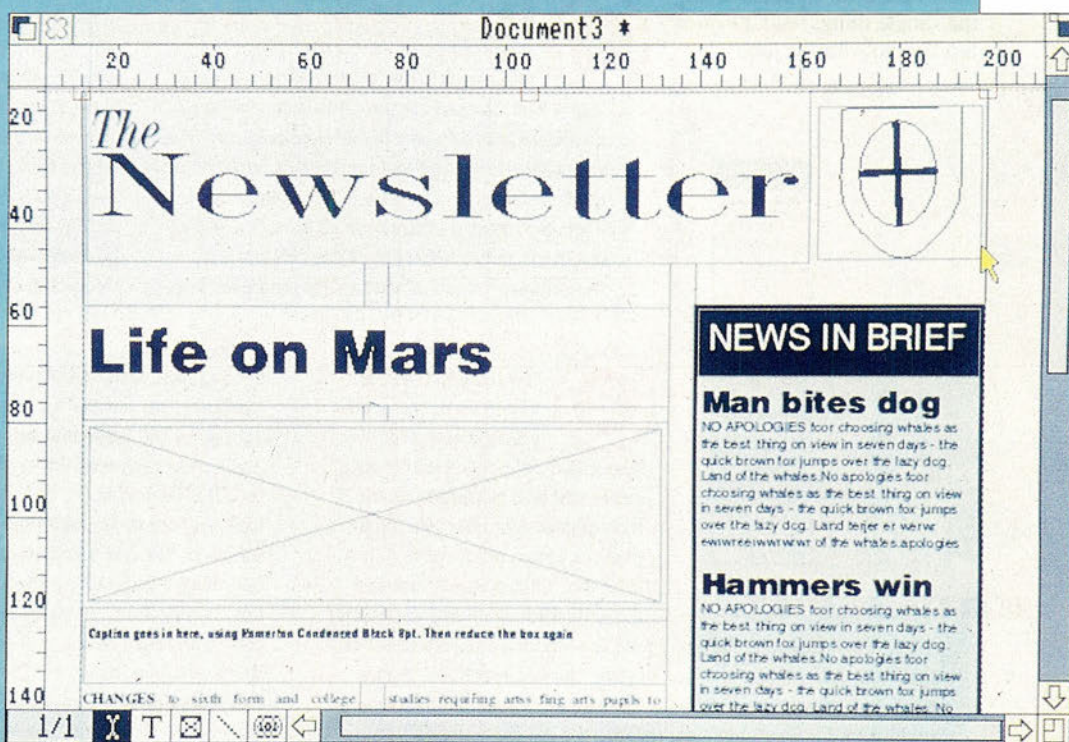 Document3 *
20 40 60 80 100 120 140 160 180 200
20
40
60
80
100
120
140
The
Newsletter
Life on Mars
Caption goes in here, using Homerton Condensed Black 8pt. Then reduce the box again
CHANGES to sixth form and college
studies requiring arts fing arts pupils to
NEWS IN BRIEF
Man bites dog
NO APOLOGIES foor choosing whales as
the best thing on view in seven days - the
quick brown fox jumps over the lazy dog.
Land of the whales.No apologies foor
choosing whales as the best thing on view
in seven days - the quick brown fox jumps
over the lazy dog. Land terjer er werwr
of the whales.apologies
Hammers win
NO APOLOGIES foor choosing whales as
the best thing on view in seven days - the
quick brown fox jumps over the lazy dog.
Land of the whales.No apologies foor
choosing whales as the best thing on view
in seven days - the quick brown fox jumps
over the lazy dog. Land of the whales. No
1/1 T